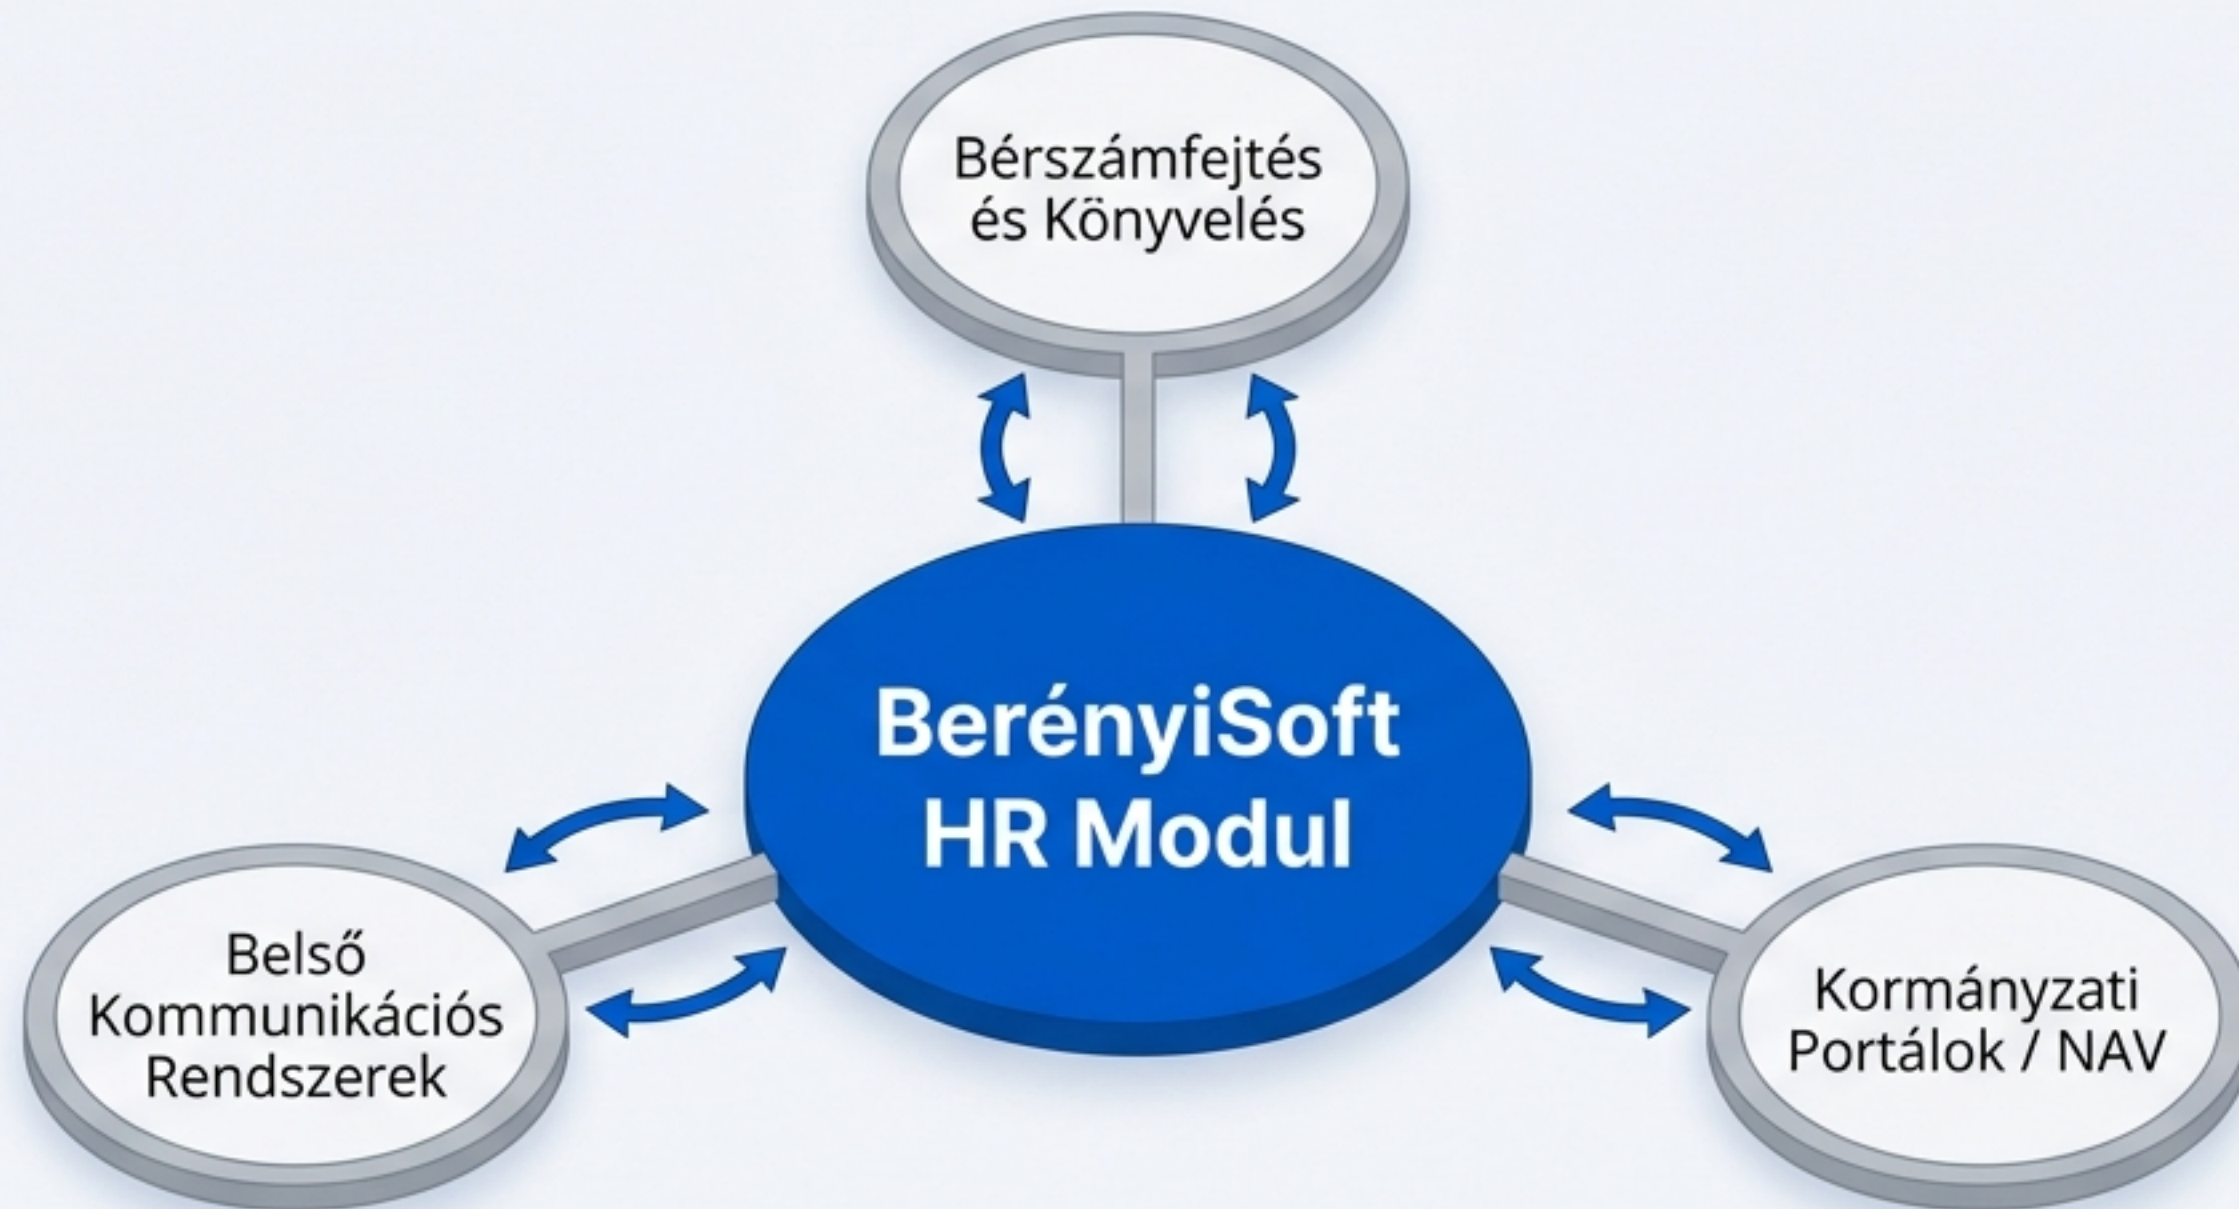 Bérszámfejtés
és Könyvelés
BerényiSoft
HR Modul
Belső
Kommunikációs
Rendszerek
Kormányzati
Portálok / NAV